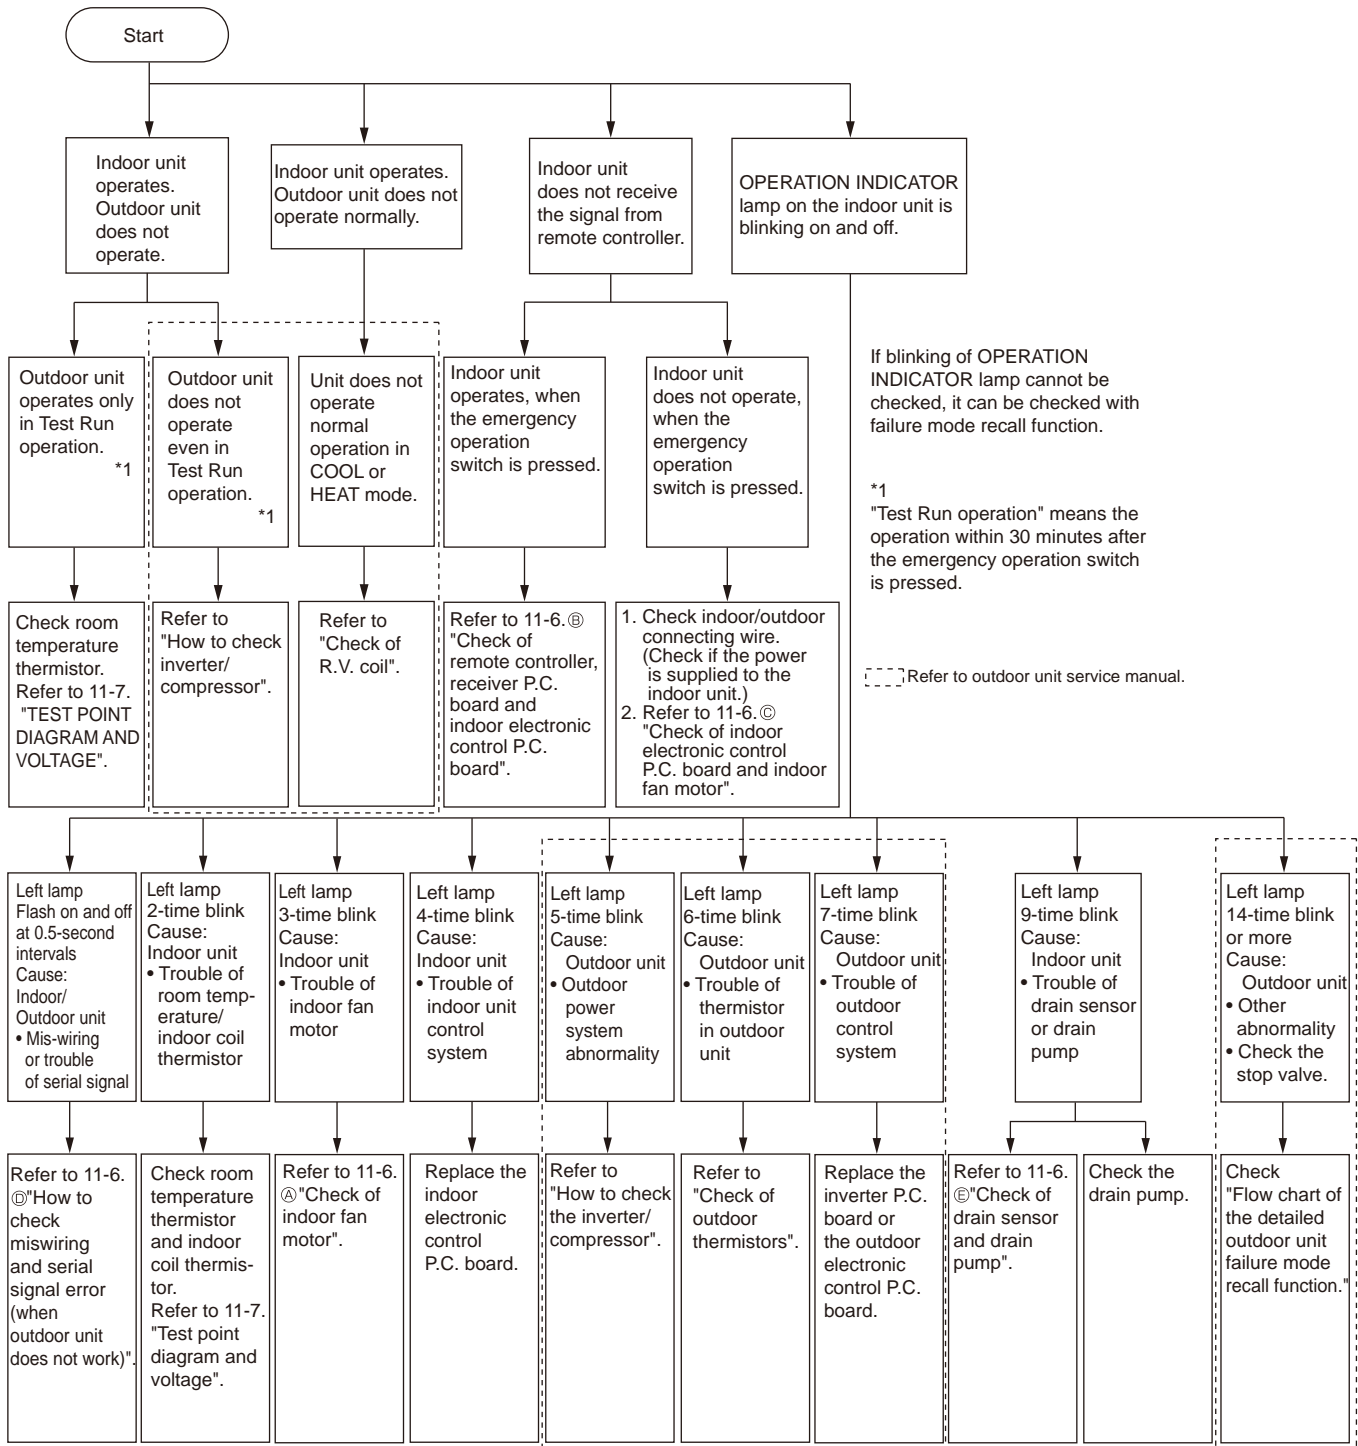 Start
Indoor unit
operates.
Outdoor unit
does not
operate.
Indoor unit operates.
Outdoor unit does not
operate normally.
Indoor unit
does not receive
the signal from
remote controller.
OPERATION INDICATOR
lamp on the indoor unit is
blinking on and off.
Outdoor unit
operates only
in Test Run
operation.
*1
Outdoor unit
does not
operate
even in
Test Run
operation.
*1
Unit does not
operate
normal
operation in
COOL or
HEAT mode.
Indoor unit
operates, when
the emergency
operation
switch is pressed.
Indoor unit
does not operate,
when the
emergency
operation
switch is pressed.
If blinking of OPERATION
INDICATOR lamp cannot be
checked, it can be checked with
failure mode recall function.
*1
"Test Run operation" means the
operation within 30 minutes after
the emergency operation switch
is pressed.
Refer to outdoor unit service manual.
Check room
temperature
thermistor.
Refer to 11-7.
"TEST POINT
DIAGRAM AND
VOLTAGE".
Refer to
"How to check
inverter/
compressor".
Refer to
"Check of
R.V. coil".
Refer to 11-6.Ⓑ
"Check of
remote controller,
receiver P.C.
board and
indoor electronic
control P.C.
board".
1. Check indoor/outdoor
connecting wire.
(Check if the power
is supplied to the
indoor unit.)
2. Refer to 11-6.Ⓒ
"Check of indoor
electronic control
P.C. board and indoor
fan motor".
Left lamp
Flash on and off
at 0.5-second
intervals
Cause:
Indoor/
Outdoor unit
• Mis-wiring
or trouble
of serial signal
Left lamp
2-time blink
Cause:
Indoor unit
• Trouble of
room temp-
erature/
indoor coil
thermistor
Left lamp
3-time blink
Cause:
Indoor unit
• Trouble of
indoor fan
motor
Left lamp
4-time blink
Cause:
Indoor unit
• Trouble of
indoor unit
control
system
Left lamp
5-time blink
Cause:
Outdoor unit
• Outdoor
power
system
abnormality
Left lamp
6-time blink
Cause:
Outdoor unit
• Trouble of
thermistor
in outdoor
unit
Left lamp
7-time blink
Cause:
Outdoor unit
• Trouble of
outdoor
control
system
Left lamp
9-time blink
Cause:
Indoor unit
• Trouble of
drain sensor
or drain
pump
Left lamp
14-time blink
or more
Cause:
Outdoor unit
• Other
abnormality
• Check the
stop valve.
Refer to 11-6.
Ⓓ"How to
check
miswiring
and serial
signal error
(when
outdoor unit
does not work)".
Check room
temperature
thermistor
and indoor
coil thermis-
tor.
Refer to 11-7.
"Test point
diagram and
voltage".
Refer to 11-6.
Ⓐ"Check of
indoor fan
motor".
Replace the
indoor
electronic
control
P.C. board.
Refer to
"How to check
the inverter/
compressor".
Refer to
"Check of
outdoor
thermistors".
Replace the
inverter P.C.
board or
the outdoor
electronic
control P.C.
board.
Refer to 11-6.
Ⓔ"Check of
drain sensor
and drain
pump".
Check the
drain pump.
Check
"Flow chart of
the detailed
outdoor unit
failure mode
recall function."